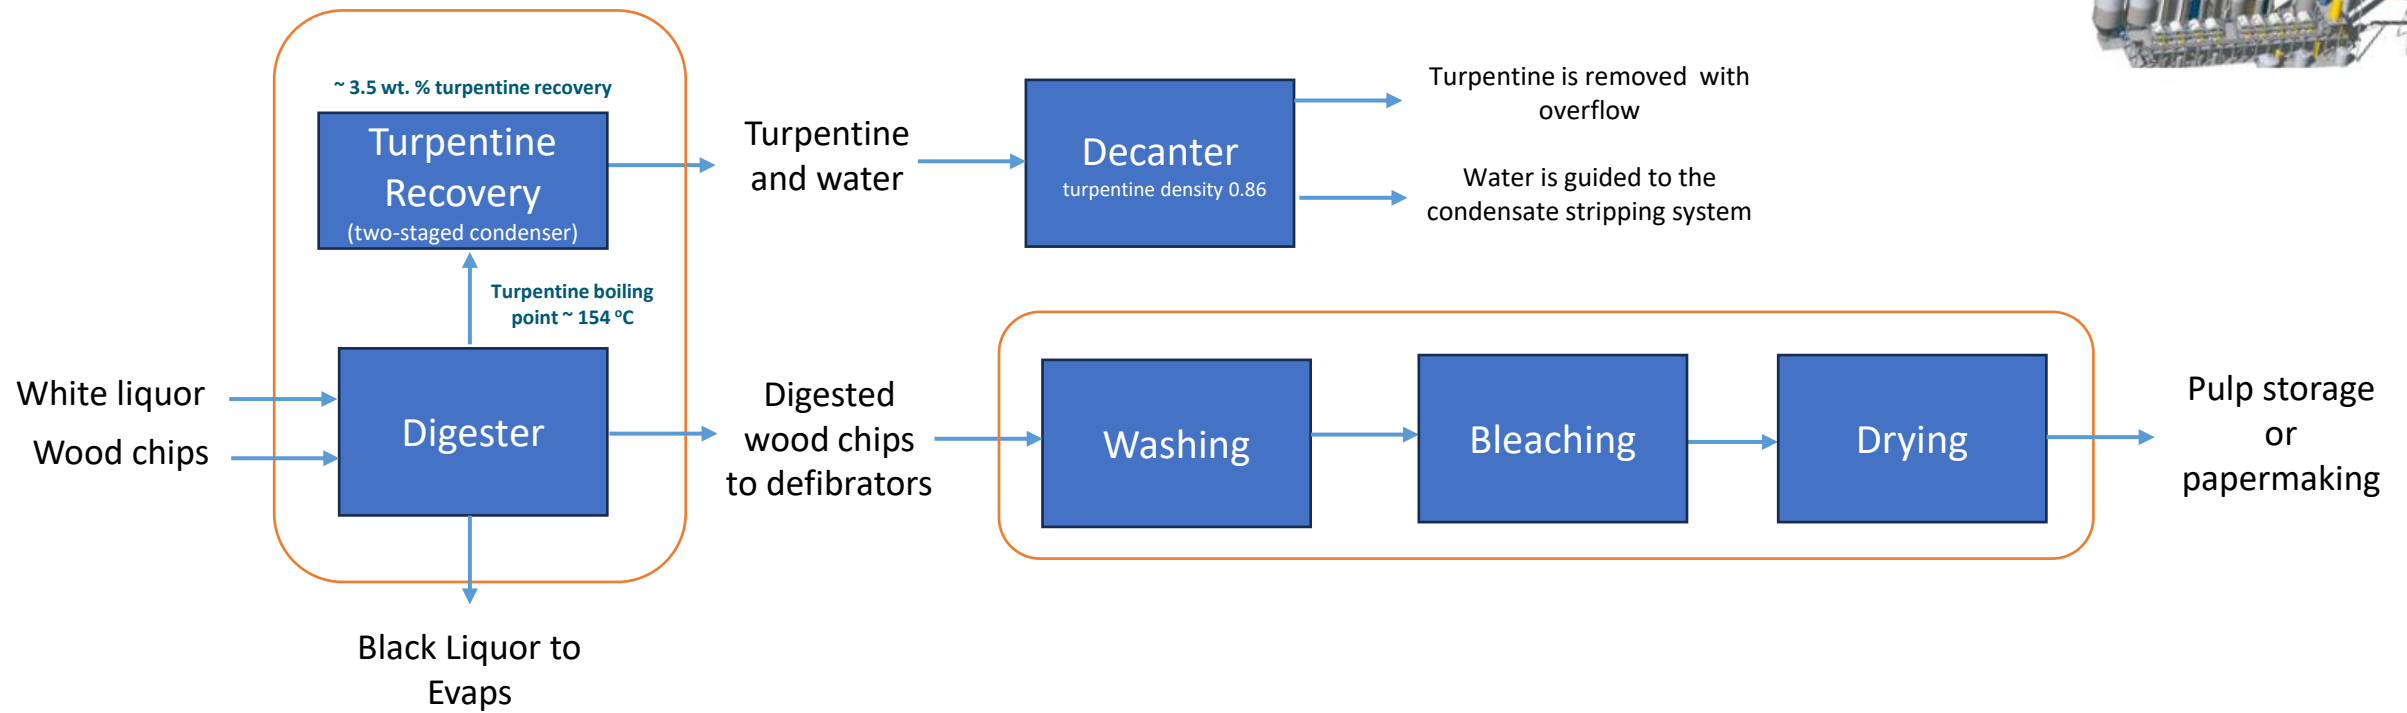 ~ 3.5 wt. % turpentine recovery
Turpentine
Recovery
(two-staged condenser)
Turpentine
and water
Decanter
turpentine density 0.86
Turpentine is removed  with
overflow
Water is guided to the
condensate stripping system
Turpentine boiling
point ~ 154 ºC
White liquor
Wood chips
Digester
Digested
wood chips
to defibrators
Washing
Bleaching
Drying
Pulp storage
or
papermaking
Black Liquor to
Evaps